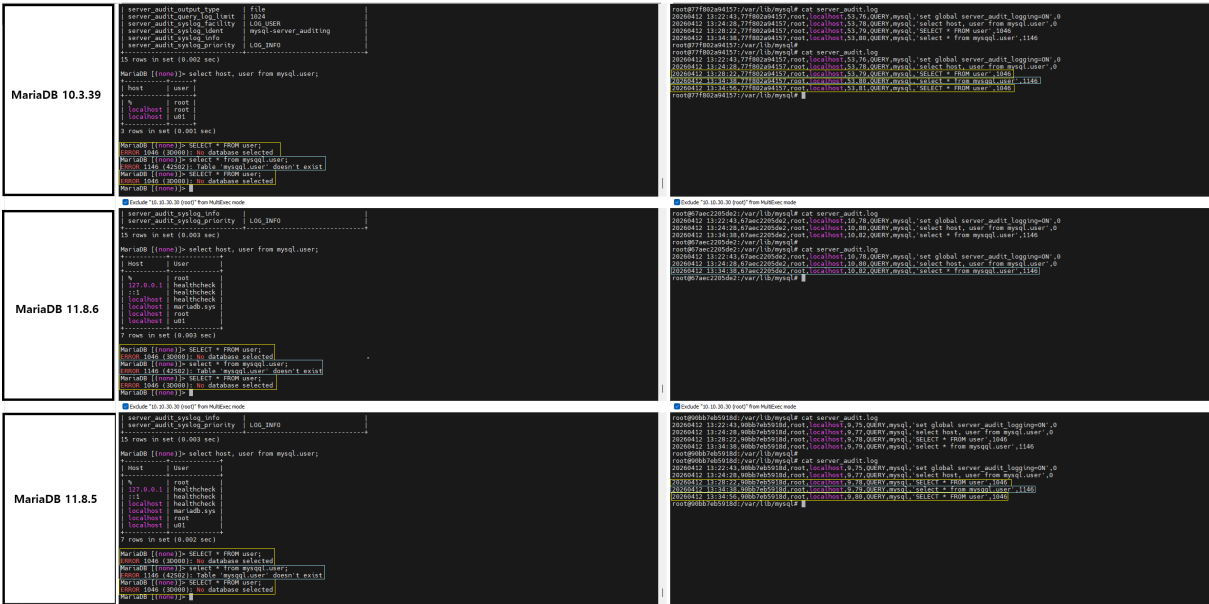 MariaDB 10.3.39
| server_audit_output_type | file |
| server_audit_query_log_limit | 1024 |
| server_audit_syslog_facility | LOG_USER |
| server_audit_syslog_ident | mysql-server_auditing |
| server_audit_syslog_info | |
| server_audit_syslog_priority | LOG_INFO |
15 rows in set (0.002 sec)
MariaDB [(none)]> select host, user from mysql.user;
| host | user |
| % | root |
| localhost | root |
| localhost | u01 |
3 rows in set (0.001 sec)
MariaDB [(none)]> SELECT * FROM user;
ERROR 1046 (3D000): No database selected
MariaDB [(none)]> select * from mysqql.user;
ERROR 1146 (42S02): Table 'mysqql.user' doesn't exist
MariaDB [(none)]> SELECT * FROM user;
ERROR 1046 (3D000): No database selected
MariaDB [(none)]>
root@77f802a94157:/var/lib/mysql# cat server_audit.log
20260412 13:22:43,77f802a94157,root,localhost,53,76,QUERY,mysql,'set global server_audit_logging=ON',0
20260412 13:24:28,77f802a94157,root,localhost,53,78,QUERY,mysql,'select host, user from mysql.user',0
20260412 13:28:22,77f802a94157,root,localhost,53,79,QUERY,mysql,'SELECT * FROM user',1046
20260412 13:34:38,77f802a94157,root,localhost,53,80,QUERY,mysql,'select * from mysqql.user',1146
root@77f802a94157:/var/lib/mysql#
root@77f802a94157:/var/lib/mysql# cat server_audit.log
20260412 13:22:43,77f802a94157,root,localhost,53,76,QUERY,mysql,'set global server_audit_logging=ON',0
20260412 13:24:28,77f802a94157,root,localhost,53,78,QUERY,mysql,'select host, user from mysql.user',0
20260412 13:28:22,77f802a94157,root,localhost,53,79,QUERY,mysql,'SELECT * FROM user',1046
20260412 13:34:38,77f802a94157,root,localhost,53,80,QUERY,mysql,'select * from mysqql.user',1146
20260412 13:34:56,77f802a94157,root,localhost,53,81,QUERY,mysql,'SELECT * FROM user',1046
root@77f802a94157:/var/lib/mysql#
Exclude "10.10.30.30 (root)" from MultiExec mode
Exclude "10.10.30.30 (root)" from MultiExec mode
MariaDB 11.8.6
| server_audit_syslog_info | |
| server_audit_syslog_priority | LOG_INFO |
15 rows in set (0.003 sec)
MariaDB [(none)]> select host, user from mysql.user;
| Host | User |
| % | root |
| 127.0.0.1 | healthcheck |
| ::1 | healthcheck |
| localhost | healthcheck |
| localhost | mariadb.sys |
| localhost | root |
| localhost | u01 |
7 rows in set (0.003 sec)
MariaDB [(none)]> SELECT * FROM user;
ERROR 1046 (3D000): No database selected
MariaDB [(none)]> select * from mysqql.user;
ERROR 1146 (42S02): Table 'mysqql.user' doesn't exist
MariaDB [(none)]> SELECT * FROM user;
ERROR 1046 (3D000): No database selected
MariaDB [(none)]>
root@67aec2205de2:/var/lib/mysql# cat server_audit.log
20260412 13:22:43,67aec2205de2,root,localhost,10,78,QUERY,mysql,'set global server_audit_logging=ON',0
20260412 13:24:28,67aec2205de2,root,localhost,10,80,QUERY,mysql,'select host, user from mysql.user',0
20260412 13:34:38,67aec2205de2,root,localhost,10,82,QUERY,mysql,'select * from mysqql.user',1146
root@67aec2205de2:/var/lib/mysql#
root@67aec2205de2:/var/lib/mysql# cat server_audit.log
20260412 13:22:43,67aec2205de2,root,localhost,10,78,QUERY,mysql,'set global server_audit_logging=ON',0
20260412 13:24:28,67aec2205de2,root,localhost,10,80,QUERY,mysql,'select host, user from mysql.user',0
20260412 13:34:38,67aec2205de2,root,localhost,10,82,QUERY,mysql,'select * from mysqql.user',1146
root@67aec2205de2:/var/lib/mysql#
Exclude "10.10.30.30 (root)" from MultiExec mode
Exclude "10.10.30.30 (root)" from MultiExec mode
MariaDB 11.8.5
| server_audit_syslog_info | |
| server_audit_syslog_priority | LOG_INFO |
15 rows in set (0.003 sec)
MariaDB [(none)]> select host, user from mysql.user;
| Host | User |
| % | root |
| 127.0.0.1 | healthcheck |
| ::1 | healthcheck |
| localhost | healthcheck |
| localhost | mariadb.sys |
| localhost | root |
| localhost | u01 |
7 rows in set (0.002 sec)
MariaDB [(none)]> SELECT * FROM user;
ERROR 1046 (3D000): No database selected
MariaDB [(none)]> select * from mysqql.user;
ERROR 1146 (42S02): Table 'mysqql.user' doesn't exist
MariaDB [(none)]> SELECT * FROM user;
ERROR 1046 (3D000): No database selected
MariaDB [(none)]>
root@90bb7eb5918d:/var/lib/mysql# cat server_audit.log
20260412 13:22:43,90bb7eb5918d,root,localhost,9,75,QUERY,mysql,'set global server_audit_logging=ON',0
20260412 13:24:28,90bb7eb5918d,root,localhost,9,77,QUERY,mysql,'select host, user from mysql.user',0
20260412 13:28:22,90bb7eb5918d,root,localhost,9,78,QUERY,mysql,'SELECT * FROM user',1046
20260412 13:34:38,90bb7eb5918d,root,localhost,9,79,QUERY,mysql,'select * from mysqql.user',1146
root@90bb7eb5918d:/var/lib/mysql#
root@90bb7eb5918d:/var/lib/mysql# cat server_audit.log
20260412 13:22:43,90bb7eb5918d,root,localhost,9,75,QUERY,mysql,'set global server_audit_logging=ON',0
20260412 13:24:28,90bb7eb5918d,root,localhost,9,77,QUERY,mysql,'select host, user from mysql.user',0
20260412 13:28:22,90bb7eb5918d,root,localhost,9,78,QUERY,mysql,'SELECT * FROM user',1046
20260412 13:34:38,90bb7eb5918d,root,localhost,9,79,QUERY,mysql,'select * from mysqql.user',1146
20260412 13:34:56,90bb7eb5918d,root,localhost,9,80,QUERY,mysql,'SELECT * FROM user',1046
root@90bb7eb5918d:/var/lib/mysql#